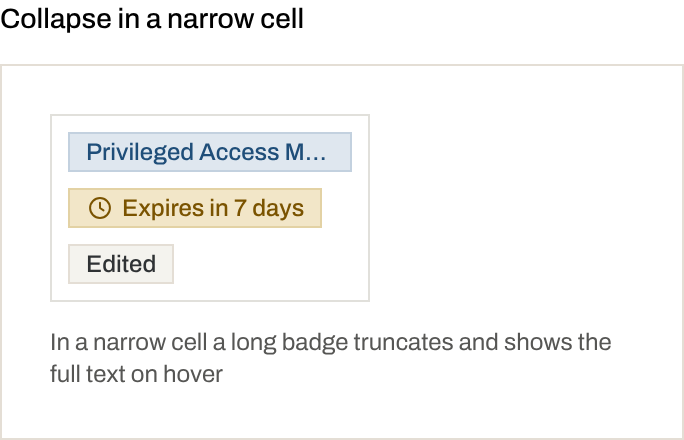 Collapse in a narrow cell
Privileged Access M...
Expires in 7 days
Edited
In a narrow cell a long badge truncates and shows the
full text on hover